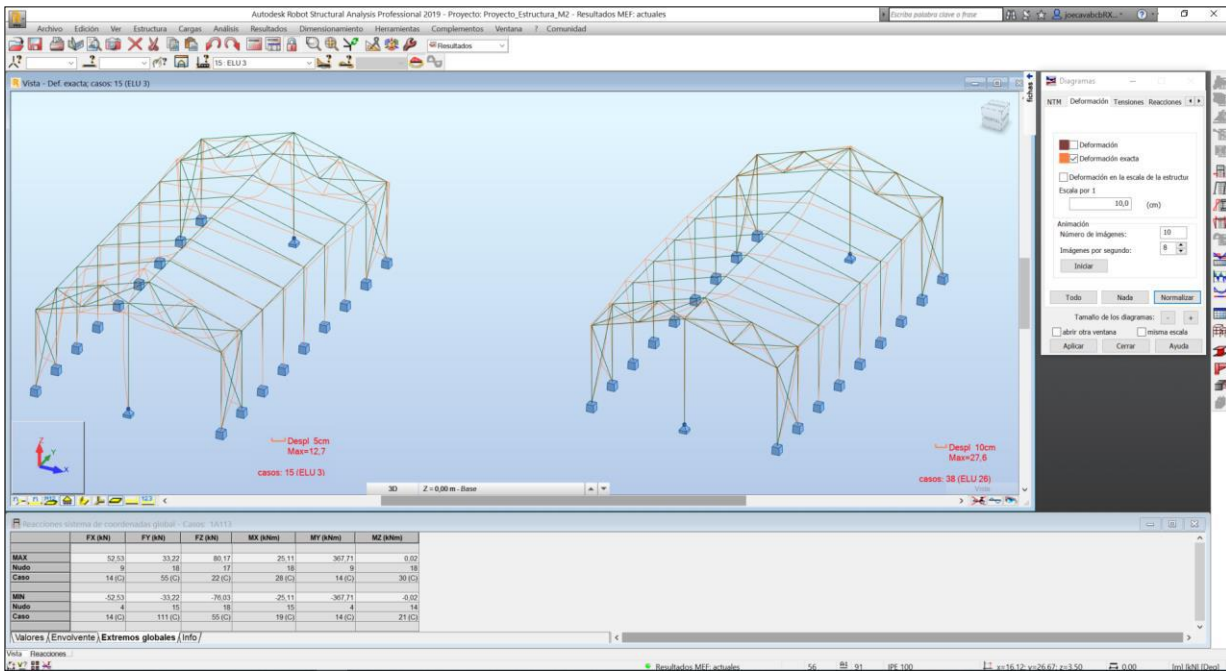 Autodesk Robot Structural Analysis Professional 2019 - Proyecto: Proyecto_Estructura_M2 - Resultados MEF: actuales
Escriba palabra clave o frase
joecavabcbRX...
Archivo Edición Ver Estructura Cargas Análisis Resultados Dimensionamiento Herramientas Complementos Ventana ? Comunidad
Resultados
15 : ELU 3
Vista - Def. exacta; casos: 15 (ELU 3)
fichas
Despl 5cm
Max=12,7
casos: 15 (ELU 3)
Despl 10cm
Max=27,6
casos: 38 (ELU 26)
Z
Y
X
3D Z = 0,00 m - Base
Diagramas
NTM Deformación Tensiones Reacciones
Deformación
Deformación exacta
Deformación en la escala de la estructur
Escala por 1
10,0 (cm)
Animación
Número de imágenes: 10
Imágenes por segundo: 8
Iniciar
Todo Nada Normalizar
Tamaño de los diagramas: - +
abrir otra ventana misma escala
Aplicar Cerrar Ayuda
Reacciones sistema de coordenadas global - Casos: 1A113
FX (kN) FY (kN) FZ (kN) MX (kNm) MY (kNm) MZ (kNm)
MAX 52,53 33,22 80,17 25,11 367,71 0,02
Nudo 9 18 17 18 9 18
Caso 14 (C) 55 (C) 22 (C) 28 (C) 14 (C) 30 (C)
MIN -52,53 -33,22 -76,03 -25,11 -367,71 -0,02
Nudo 4 15 18 15 4 14
Caso 14 (C) 111 (C) 55 (C) 19 (C) 14 (C) 21 (C)
Valores Envolvente Extremos globales Info
Vista Reacciones
Resultados MEF: actuales 56 91 IPE 100 x=16.12; y=26.67; z=3.50 0.00 [m] [kN] [Deg]